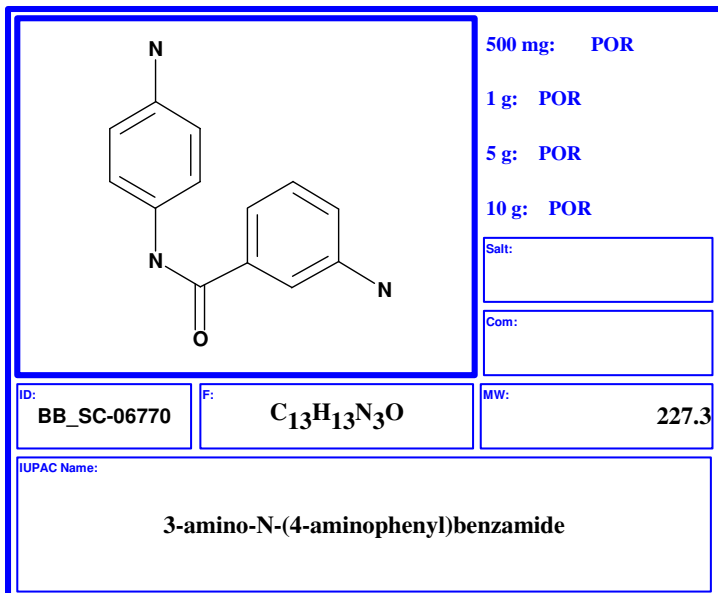 N
N
O
N
500 mg: POR
1 g: POR
5 g: POR
10 g: POR
Salt:
Com:
ID:
BB_SC-06770
F:
C13H13N3O
MW:
227.3
IUPAC Name:
3-amino-N-(4-aminophenyl)benzamide